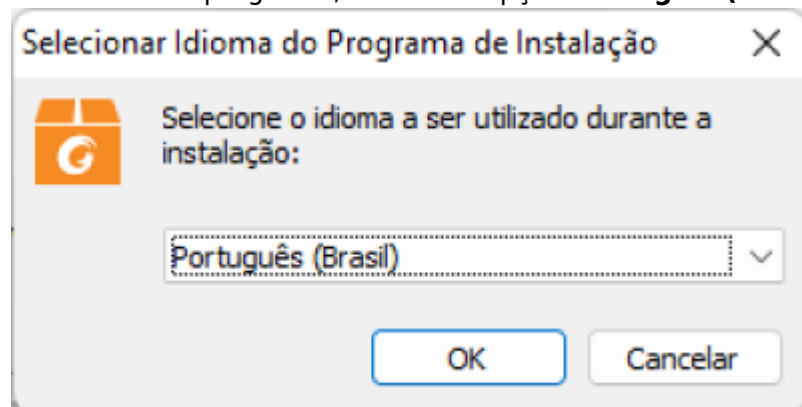 Selecionar Idioma do Programa de Instalação
Selecione o idioma a ser utilizado durante a
instalação:
Português (Brasil)
OK
Cancelar